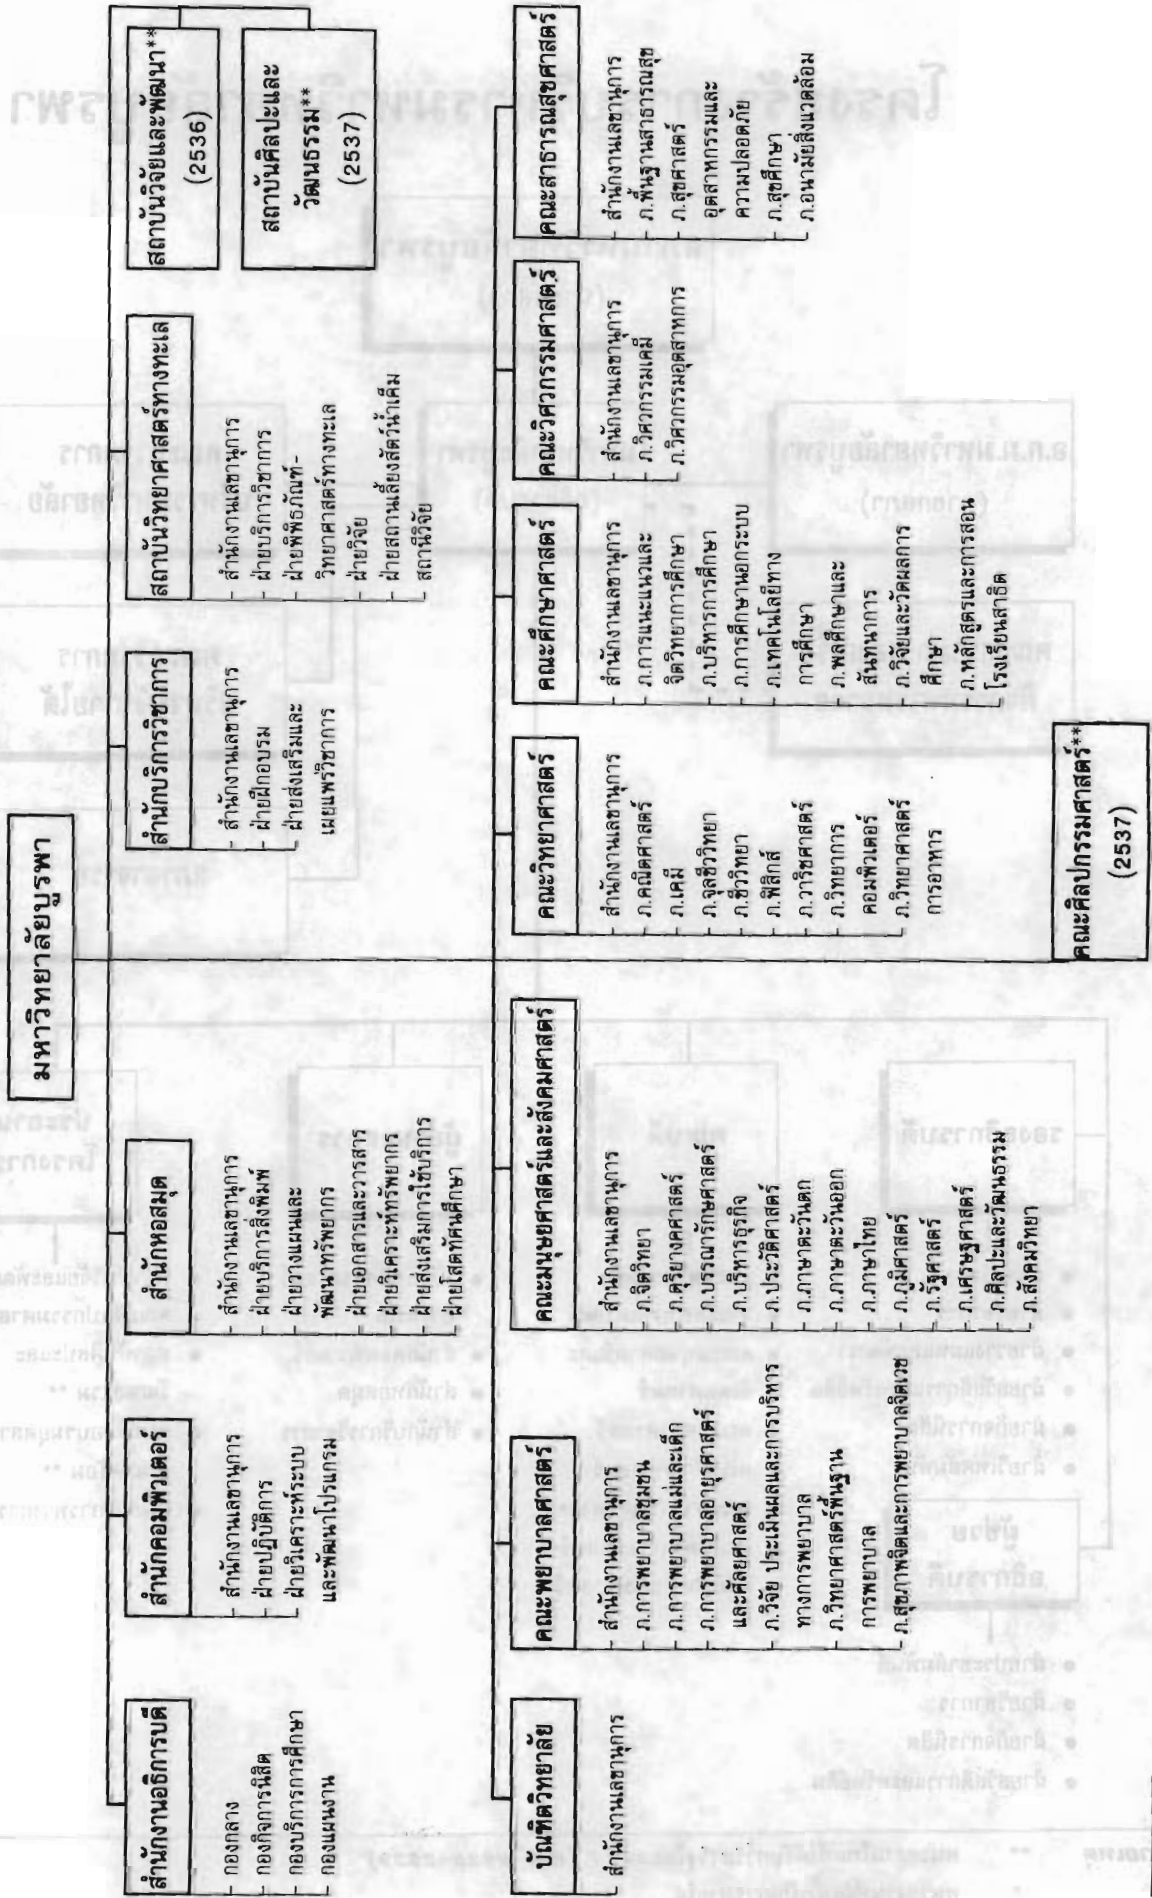 มหาวิทยาลัยบูรพา
สำนักงานอธิการบดี
กองกลาง
กองกิจการนิสิต
กองบริการการศึกษา
กองแผนงาน
สำนักคอมพิวเตอร์
สำนักงานเลขานุการ
ฝ่ายปฏิบัติการ
ฝ่ายวิเคราะห์ระบบ
และพัฒนาโปรแกรม
สำนักหอสมุด
สำนักงานเลขานุการ
ฝ่ายบริการสิ่งพิมพ์
ฝ่ายวางแผนและ
พัฒนาทรัพยากร
ฝ่ายเอกสารและวารสาร
ฝ่ายวิเคราะห์ทรัพยากร
ฝ่ายส่งเสริมการใช้บริการ
ฝ่ายโสตทัศนศึกษา
สำนักบริการวิชาการ
สำนักงานเลขานุการ
ฝ่ายฝึกอบรม
ฝ่ายส่งเสริมและ
เผยแพร่วิชาการ
สถาบันวิทยาศาสตร์ทางทะเล
สำนักงานเลขานุการ
ฝ่ายบริการวิชาการ
ฝ่ายพิพิธภัณฑ์-
วิทยาศาสตร์ทางทะเล
ฝ่ายวิจัย
ฝ่ายสถานเลี้ยงสัตว์น้ำเค็ม
สถานีวิจัย
สถาบันวิจัยและพัฒนา**
(2536)
สถาบันศิลปะและ
วัฒนธรรม**
(2537)
บัณฑิตวิทยาลัย
สำนักงานเลขานุการ
คณะพยาบาลศาสตร์
สำนักงานเลขานุการ
ภ.การพยาบาลชุมชน
ภ.การพยาบาลแม่และเด็ก
ภ.การพยาบาลอายุรศาสตร์
และศัลยศาสตร์
ภ.วิจัย ประเมินผลและการบริหาร
ทางการพยาบาล
ภ.วิทยาศาสตร์พื้นฐาน
การพยาบาล
ภ.สุขภาพจิตและการพยาบาลจิตเวช
คณะมนุษยศาสตร์และสังคมศาสตร์
สำนักงานเลขานุการ
ภ.จิตวิทยา
ภ.ดุริยางคศาสตร์
ภ.บรรณารักษศาสตร์
ภ.บริหารธุรกิจ
ภ.ประวัติศาสตร์
ภ.ภาษาตะวันตก
ภ.ภาษาตะวันออก
ภ.ภาษาไทย
ภ.ภูมิศาสตร์
ภ.รัฐศาสตร์
ภ.เศรษฐศาสตร์
ภ.ศิลปะและวัฒนธรรม
ภ.สังคมวิทยา
คณะวิทยาศาสตร์
สำนักงานเลขานุการ
ภ.คณิตศาสตร์
ภ.เคมี
ภ.จุลชีววิทยา
ภ.ชีววิทยา
ภ.ฟิสิกส์
ภ.วาริชศาสตร์
ภ.วิทยาการ
คอมพิวเตอร์
ภ.วิทยาศาสตร์
การอาหาร
คณะศึกษาศาสตร์
สำนักงานเลขานุการ
ภ.การแนะแนวและ
จิตวิทยาการศึกษา
ภ.บริหารการศึกษา
ภ.การศึกษานอกระบบ
ภ.เทคโนโลยีทาง
การศึกษา
ภ.พลศึกษาและ
สันทนาการ
ภ.วิจัยและวัดผลการ
ศึกษา
ภ.หลักสูตรและการสอน
โรงเรียนสาธิต
คณะวิศวกรรมศาสตร์
สำนักงานเลขานุการ
ภ.วิศวกรรมเคมี
ภ.วิศวกรรมอุตสาหการ
คณะสาธารณสุขศาสตร์
สำนักงานเลขานุการ
ภ.พื้นฐานสาธารณสุข
ภ.สุขศาสตร์
อุตสาหกรรมและ
ความปลอดภัย
ภ.สุขศึกษา
ภ.อนามัยสิ่งแวดล้อม
คณะศิลปกรรมศาสตร์**
(2537)